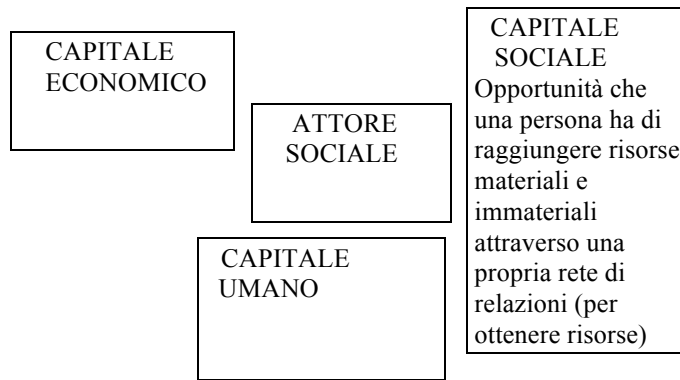 CAPITALE
ECONOMICO
ATTORE
SOCIALE
CAPITALE
UMANO
CAPITALE
SOCIALE
Opportunità che
una persona ha di
raggiungere risorse
materiali e
immateriali
attraverso una
propria rete di
relazioni (per
ottenere risorse)